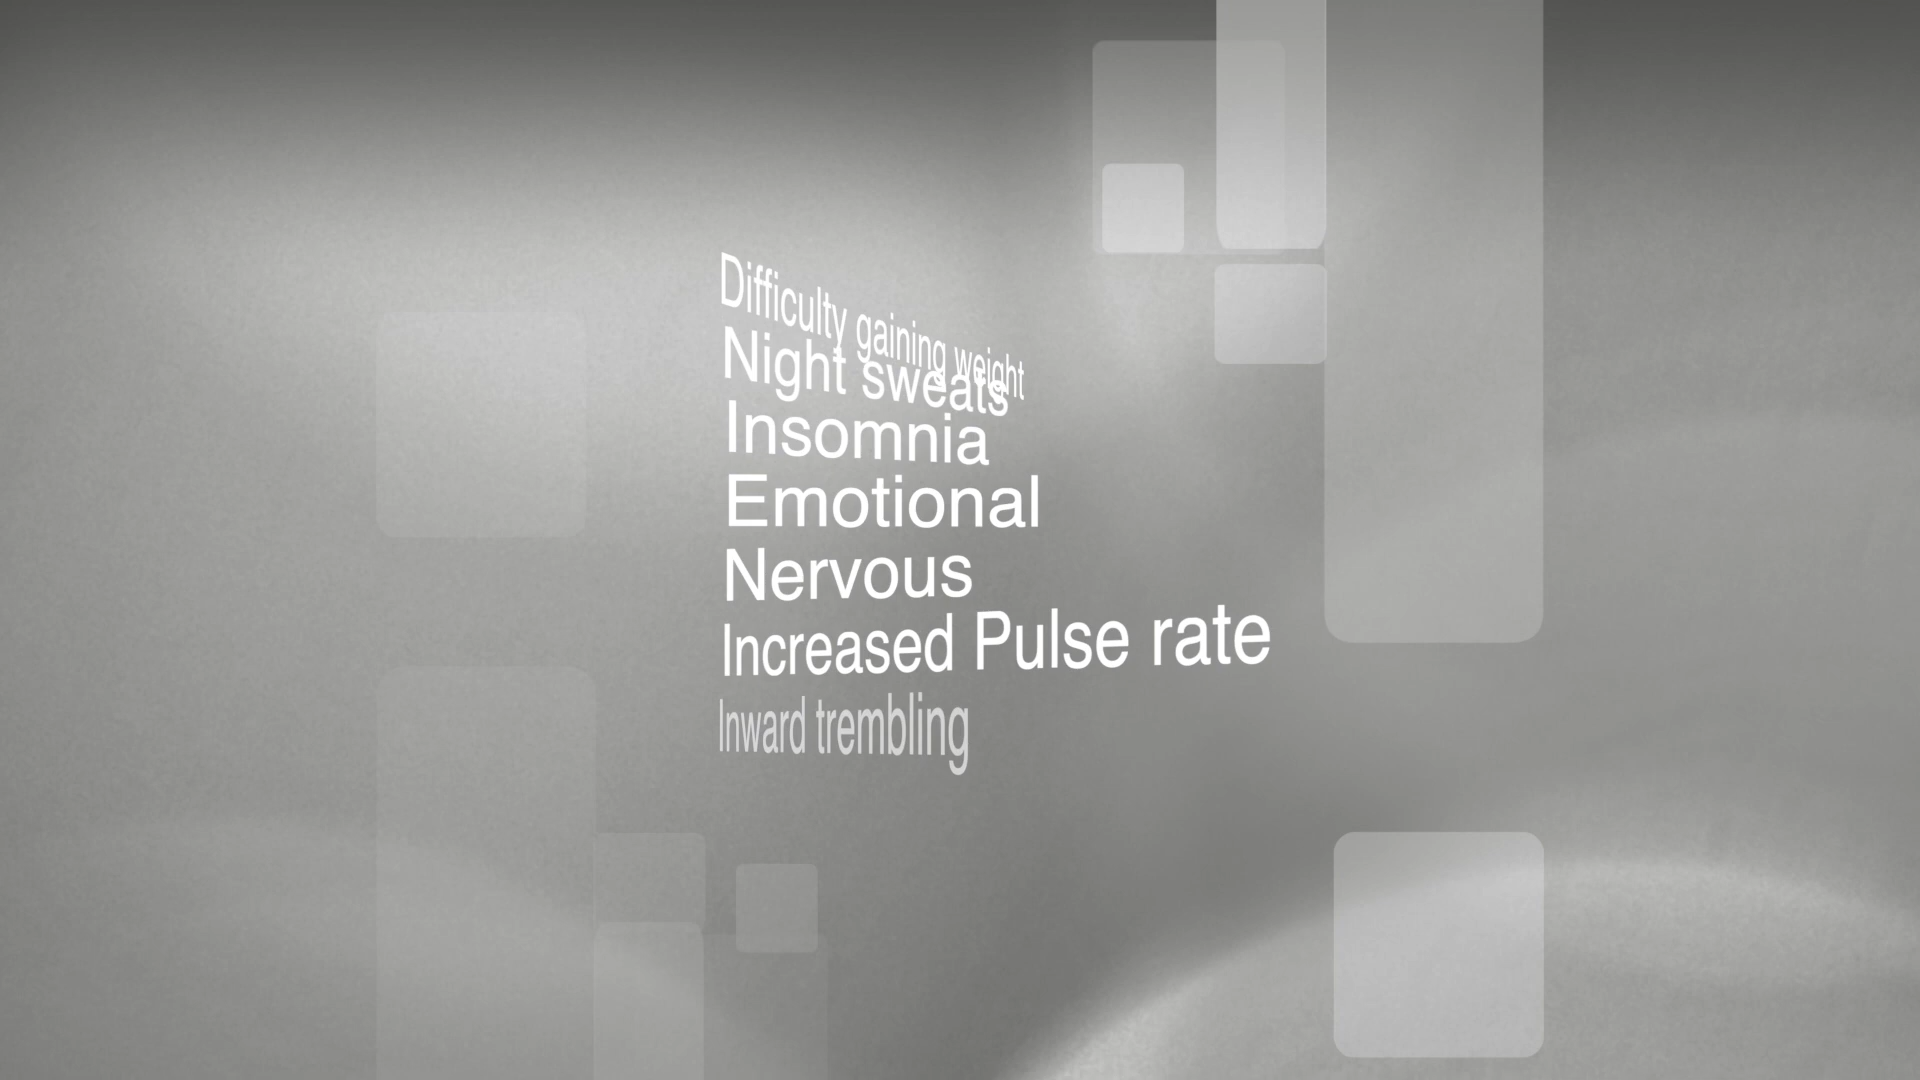 Difficulty gaining weight
Night sweats
Insomnia
Emotional
Nervous
Increased Pulse rate
Inward trembling